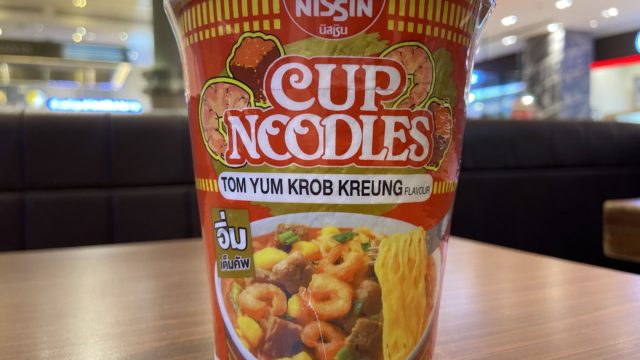 NISSIN
นิสชิน
CUP
NOODLES
TOM YUM KROB KREUNG FLAVOUR
อิ่ม
เต็มคัพ